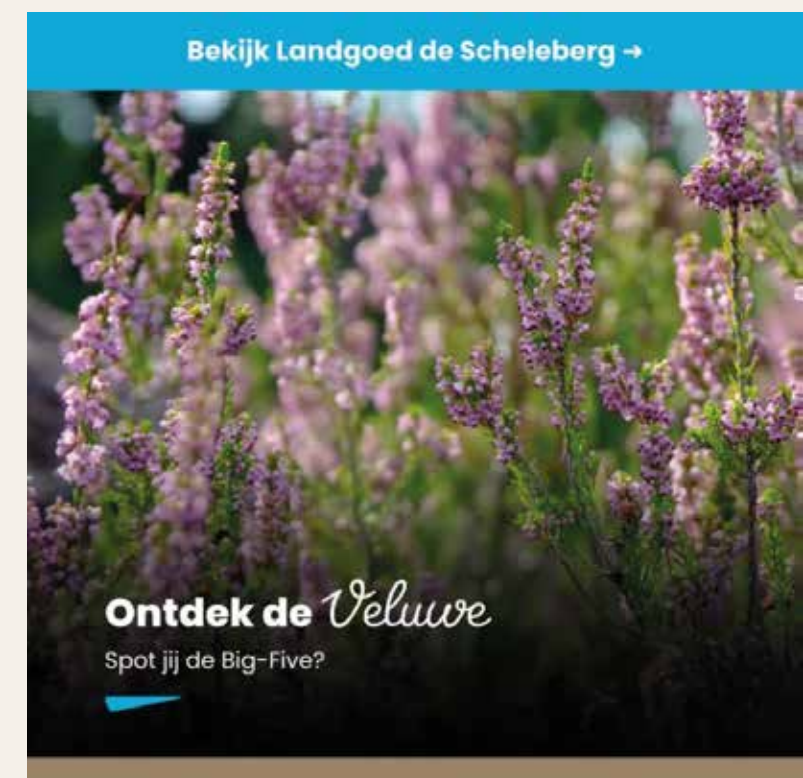 Bekijk Landgoed de Scheleberg →
Ontdek de Veluwe
Spot jij de Big-Five?